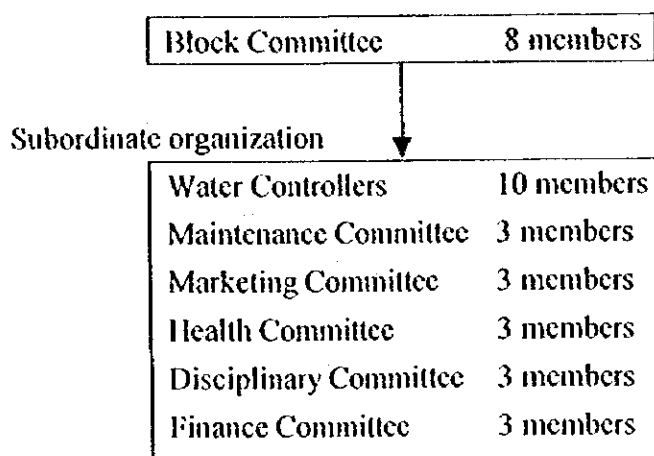 Block Committee 8 members
Subordinate organization
Water Controllers 10 members
Maintenance Committee 3 members
Marketing Committee 3 members
Health Committee 3 members
Disciplinary Committee 3 members
Finance Committee 3 members